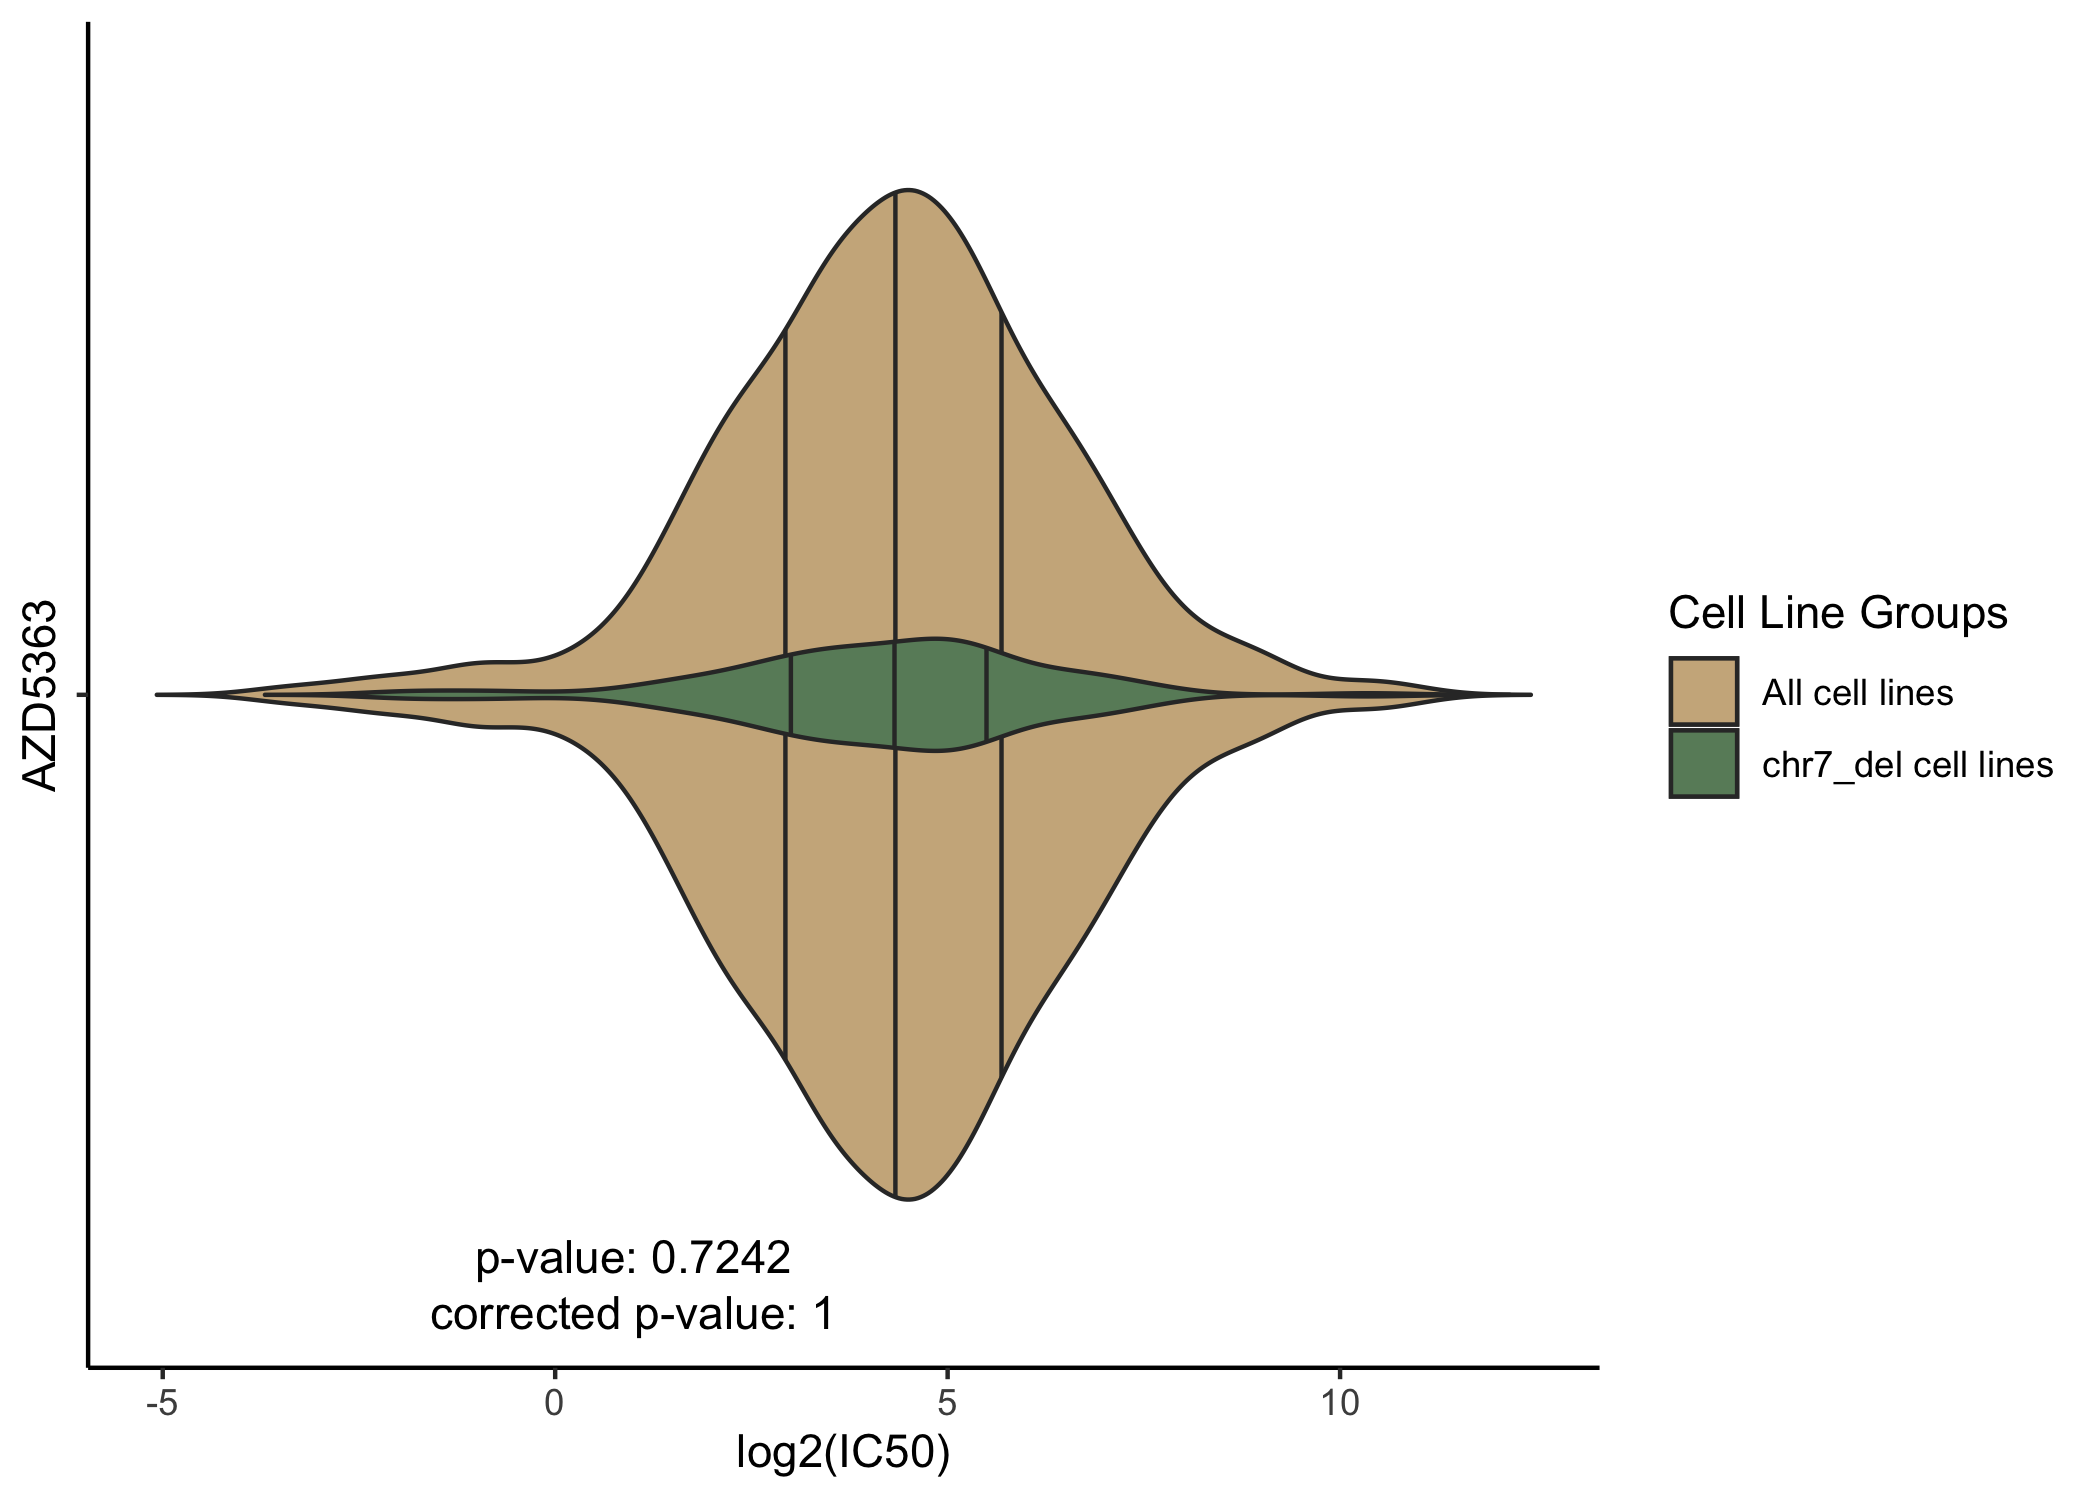 AZD5363
p-value: 0.7242
corrected p-value: 1
-5
0
5
10
log2(IC50)
Cell Line Groups
All cell lines
chr7_del cell lines